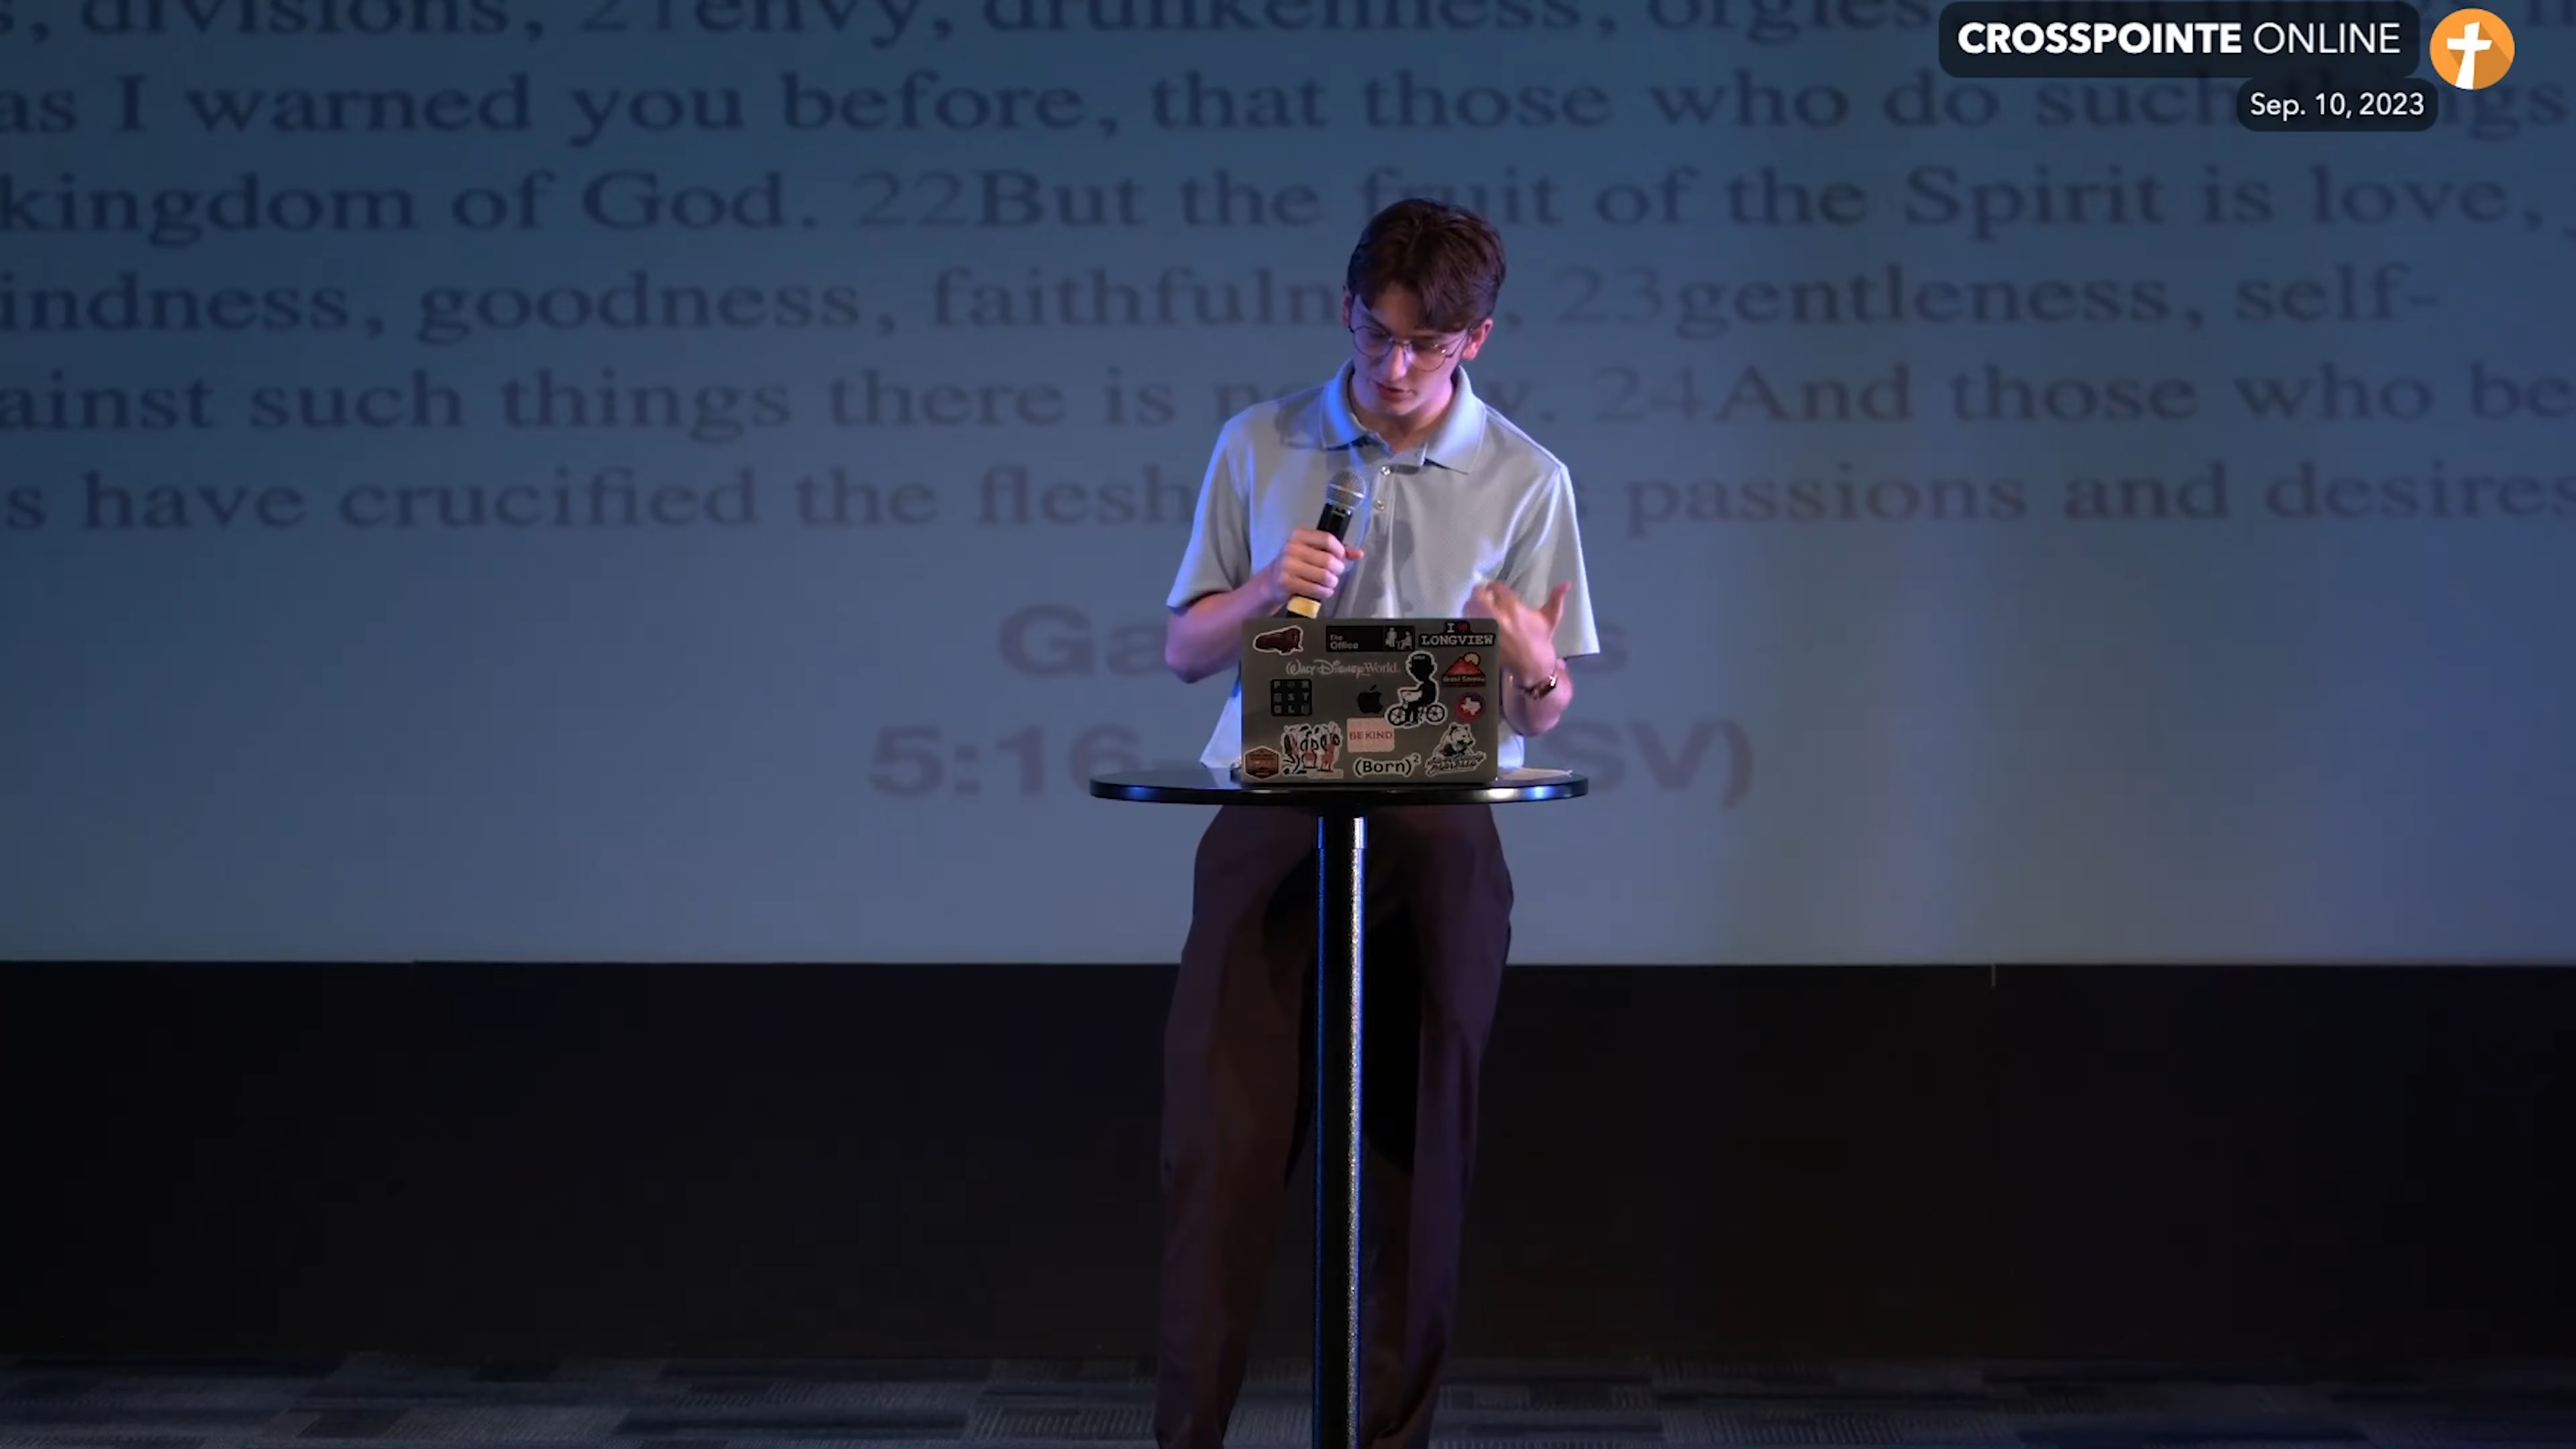 , divisions, 21envy, drunkenness, orgies
CROSSPOINTE ONLINE
Sep. 10, 2023
as I warned you before, that those who do such things
kingdom of God. 22But the fruit of the Spirit is love,
indness, goodness, faithfuln , 23gentleness, self-
ainst such things there is . 24And those who be
s have crucified the flesh passions and desires
Ga s
5:16 SV)
The Office
I LONGVIEW
Walt Disney World.
BE KIND
(Born)²